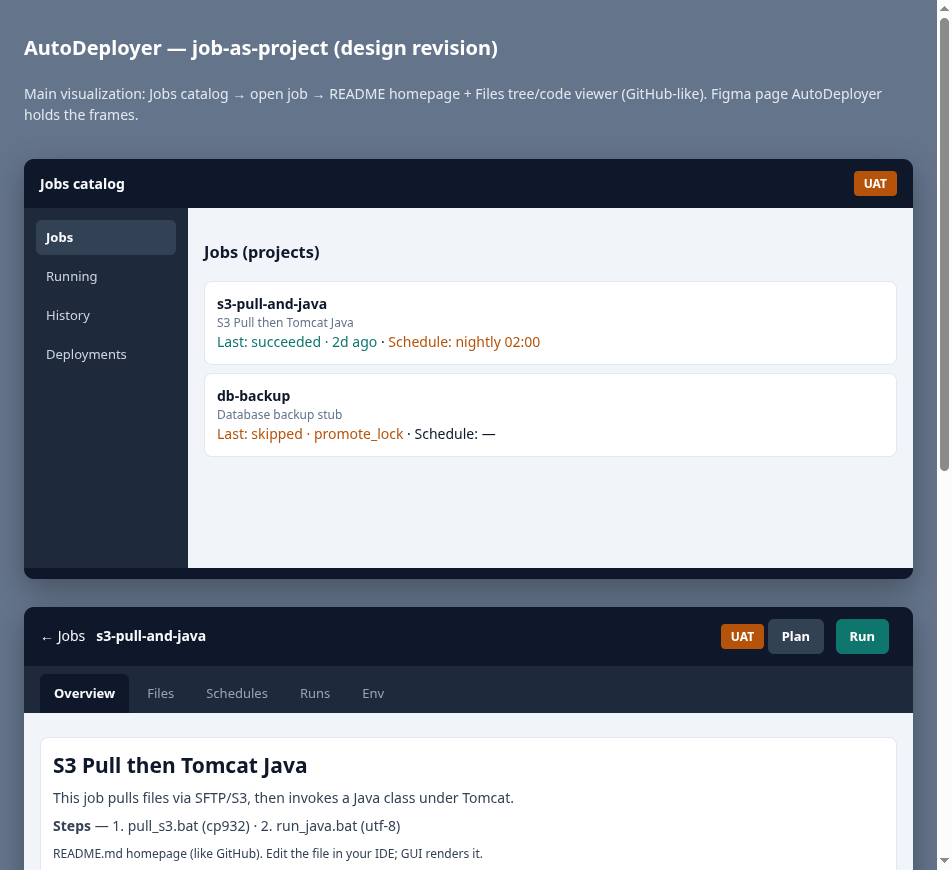 AutoDeployer — job-as-project (design revision)
Main visualization: Jobs catalog → open job → README homepage + Files tree/code viewer (GitHub-like). Figma page AutoDeployer
holds the frames.
Jobs catalog
UAT
Jobs
Running
History
Deployments
Jobs (projects)
s3-pull-and-java
S3 Pull then Tomcat Java
Last: succeeded · 2d ago · Schedule: nightly 02:00
db-backup
Database backup stub
Last: skipped · promote_lock · Schedule: —
← Jobs s3-pull-and-java
UAT
Plan
Run
Overview
Files
Schedules
Runs
Env
S3 Pull then Tomcat Java
This job pulls files via SFTP/S3, then invokes a Java class under Tomcat.
Steps — 1. pull_s3.bat (cp932) · 2. run_java.bat (utf-8)
README.md homepage (like GitHub). Edit the file in your IDE; GUI renders it.